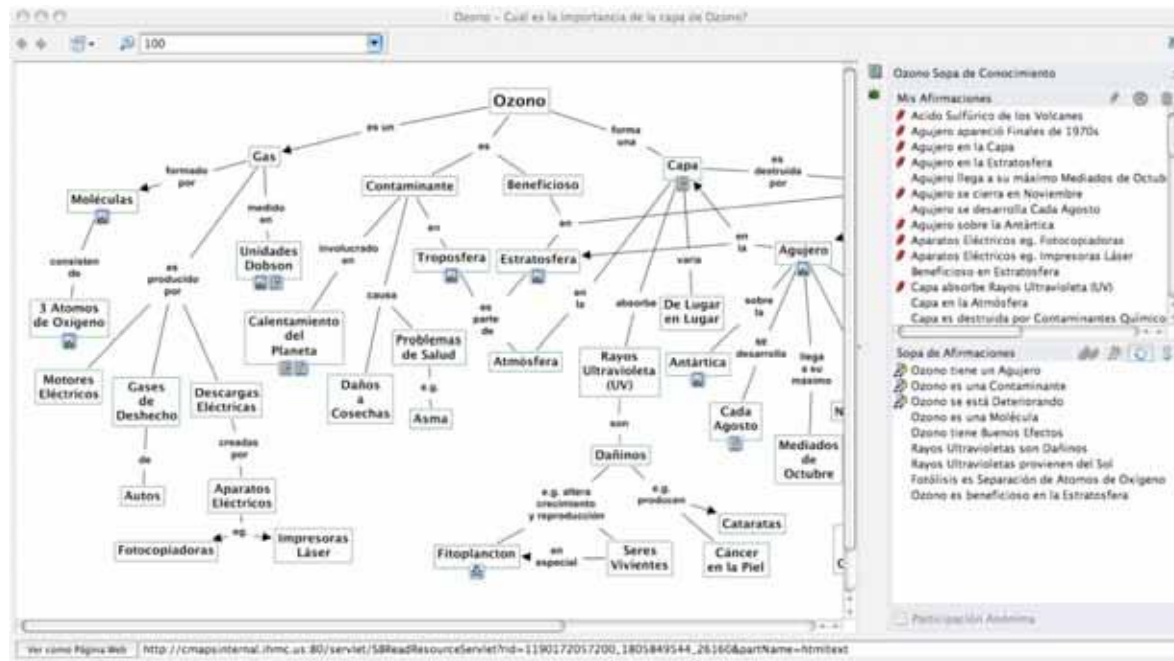 Ozono - Cuál es la importancia de la capa de Ozono?
100
Ozono
es un
es
forma
una
Gas
formado
por
Moléculas
consisten
de
3 Atomos
de Oxígeno
es
producido
por
medido
en
Unidades
Dobson
Motores
Eléctricos
Gases
de
Deshecho
Descargas
Eléctricas
de
Autos
creadas
por
Aparatos
Eléctricos
eg.
Fotocopiadoras
Impresoras
Láser
Contaminante
Beneficioso
involucrado
en
Calentamiento
del
Planeta
causa
Daños
a
Cosechas
Problemas
de Salud
e.g.
Asma
en
Troposfera
en
Estratosfera
es
parte
de
Atmósfera
Capa
es
destruida
por
en
la
absorbe
varía
De Lugar
en Lugar
en
la
Agujero
Rayos
Ultravioleta
(UV)
son
Dañinos
sobre
la
Antártica
se
desarrolla
Cada
Agosto
llega
a su
máximo
Mediados
de
Octubre
e.g. altera
crecimiento
y reproducción
e.g.
producen
Cataratas
Cáncer
en la Piel
Fitoplancton
en
especial
Seres
Vivientes
Ozono Sopa de Conocimiento
Mis Afirmaciones
Acido Sulfúrico de los Volcanes
Agujero apareció Finales de 1970s
Agujero en la Capa
Agujero en la Estratosfera
Agujero llega a su máximo Mediados de Octub
Agujero se cierra en Noviembre
Agujero se desarrolla Cada Agosto
Agujero sobre la Antártica
Aparatos Eléctricos eg. Fotocopiadoras
Aparatos Eléctricos eg. Impresoras Láser
Beneficioso en Estratosfera
Capa absorbe Rayos Ultravioleta (UV)
Capa en la Atmósfera
Capa es destruida por Contaminantes Químico
Sopa de Afirmaciones
Ozono tiene un Agujero
Ozono es una Contaminante
Ozono se está Deteriorando
Ozono es una Molécula
Ozono tiene Buenos Efectos
Rayos Ultravioletas son Dañinos
Rayos Ultravioletas provienen del Sol
Fotólisis es Separación de Atomos de Oxígeno
Ozono es beneficioso en la Estratosfera
Participación Anónima
Ver como Página Web
http://cmapsinternal.ihmc.us:80/servlet/SBReadResourceServlet?rid=1190172057200_1805849544_26160&partName=htmltext